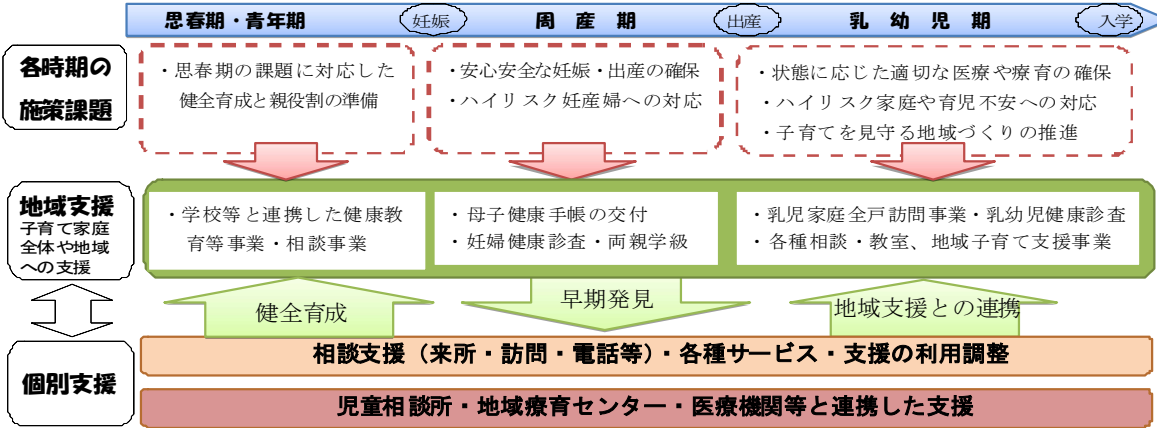 思春期・青年期
妊娠
周産期
出産
乳幼児期
入学
各時期の
施策課題
・思春期の課題に対応した
健全育成と親役割の準備
・安心安全な妊娠・出産の確保
・ハイリスク妊産婦への対応
・状態に応じた適切な医療や療育の確保
・ハイリスク家庭や育児不安への対応
・子育てを見守る地域づくりの推進
地域支援
子育て家庭
全体や地域
への支援
・学校等と連携した健康教
育等事業・相談事業
・母子健康手帳の交付
・妊婦健康診査・両親学級
・乳児家庭全戸訪問事業・乳幼児健康診査
・各種相談・教室、地域子育て支援事業
健全育成
早期発見
地域支援との連携
個別支援
相談支援（来所・訪問・電話等）・各種サービス・支援の利用調整
児童相談所・地域療育センター・医療機関等と連携した支援